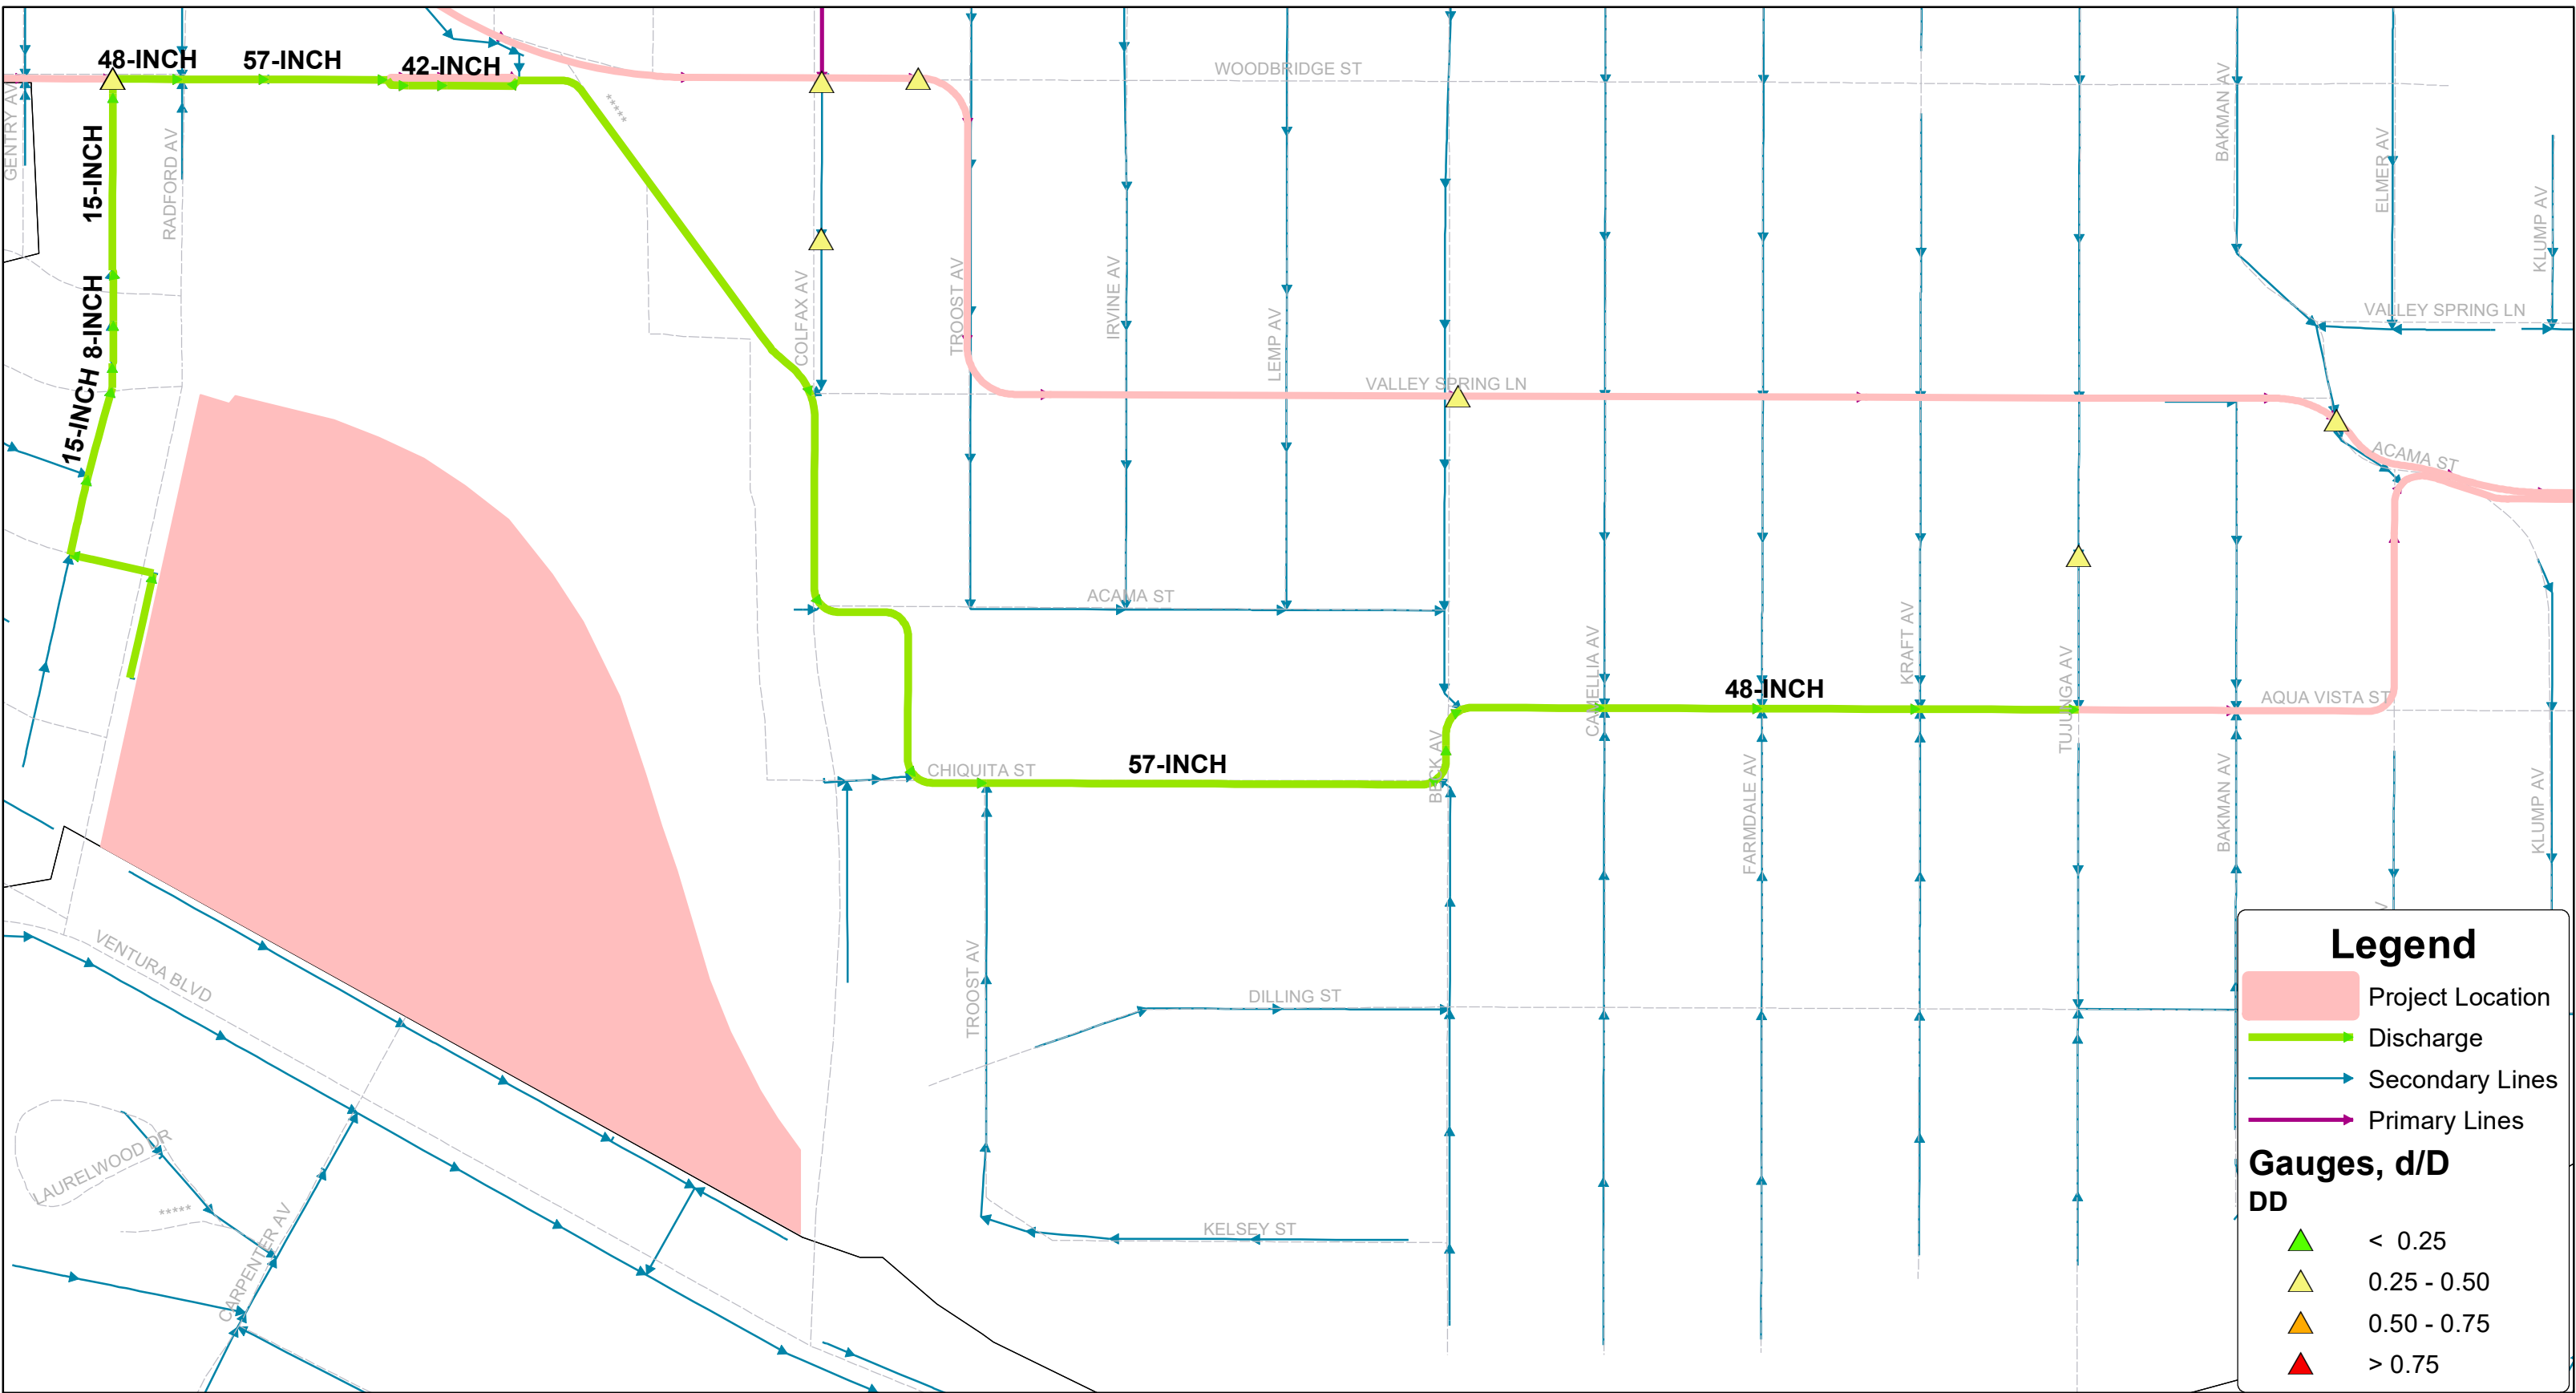 48-INCH
57-INCH
42-INCH
WOODBRIDGE ST
GENTRY AV
15-INCH
RADFORD AV
*****
BAKMAN AV
ELMER AV
KLUMP AV
8-INCH
15-INCH
COLFAX AV
TROOST AV
IRVINE AV
LEMP AV
VALLEY SPRING LN
VALLEY SPRING LN
ACAMA ST
ACAMA ST
CAMELLIA AV
KRAFT AV
TUJUNGA AV
48-INCH
AQUA VISTA ST
CHIQUITA ST
57-INCH
BECK AV
FARMDALE AV
BAKMAN AV
KLUMP AV
V
VENTURA BLVD
TROOST AV
DILLING ST
LAURELWOOD DR
*****
CARPENTER AV
KELSEY ST
Legend
Project Location
Discharge
Secondary Lines
Primary Lines
Gauges, d/D
DD
< 0.25
0.25 - 0.50
0.50 - 0.75
> 0.75